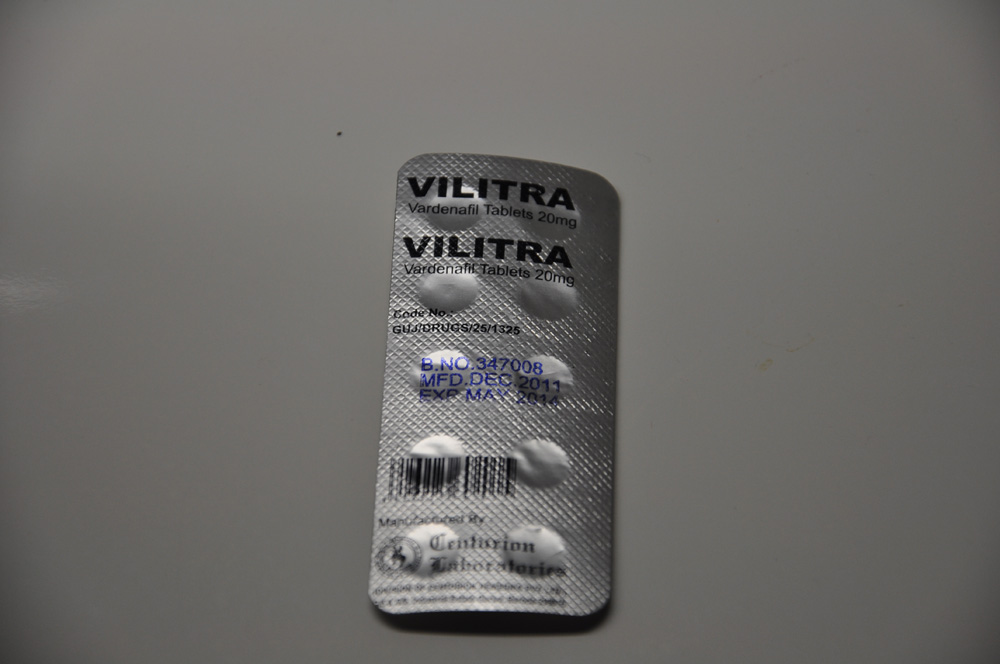 VILITRA
Vardenafil Tablets 20mg
VILITRA
Vardenafil Tablets 20mg
Code No.:
GUJ/DRUGS/25/1325
B.NO.347008
MFD.DEC.2011
EXP.MAY.2014
Manufactured By :
Centurion
Laboratories